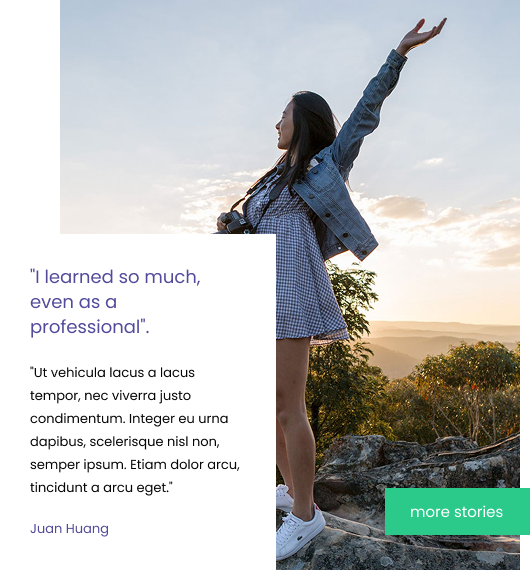 "I learned so much,
even as a
professional".
"Ut vehicula lacus a lacus
tempor, nec viverra justo
condimentum. Integer eu urna
dapibus, scelerisque nisl non,
semper ipsum. Etiam dolor arcu,
tincidunt a arcu eget."
Juan Huang
more stories